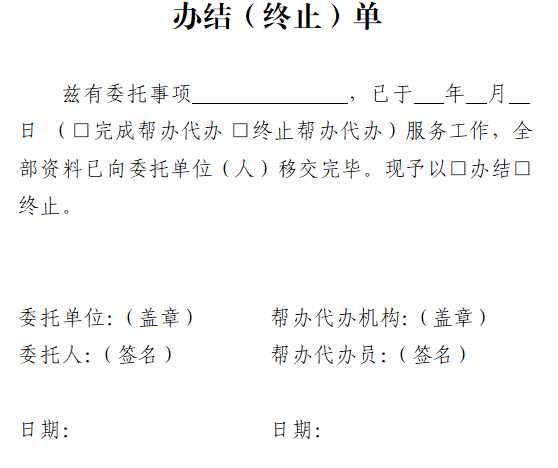 办结（终止）单
兹有委托事项______________，已于___年__月__
日 （□完成帮办代办 □终止帮办代办）服务工作，全
部资料已向委托单位（人）移交完毕。现予以□办结□
终止。
委托单位:（盖章） 帮办代办机构:（盖章）
委托人:（签名） 帮办代办员:（签名）
日期: 日期: